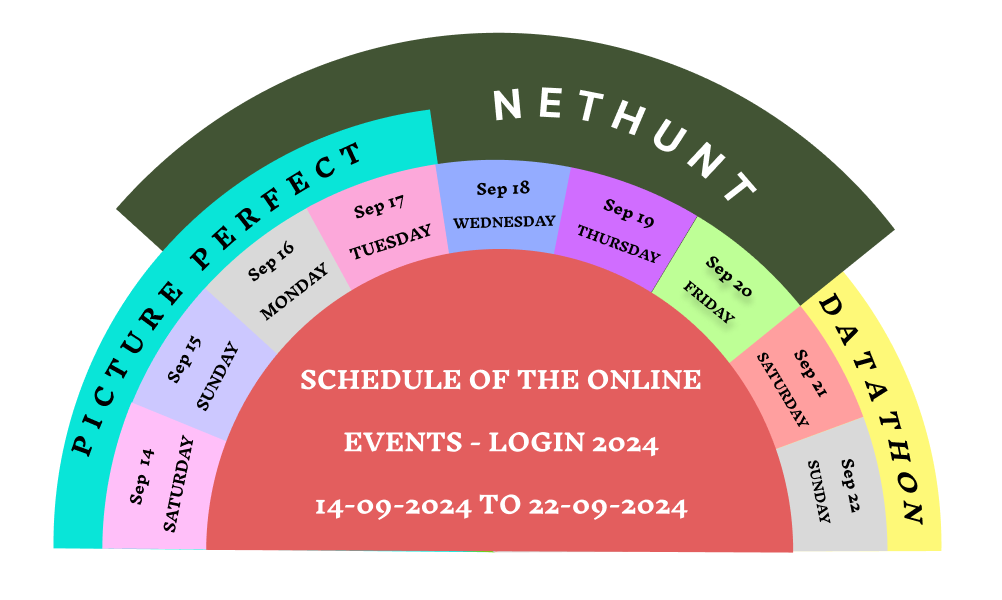 NETHUNT
PICTURE PERFECT
DATATHON
Sep 14
SATURDAY
Sep 15
SUNDAY
Sep 16
MONDAY
Sep 17
TUESDAY
Sep 18
WEDNESDAY
Sep 19
THURSDAY
Sep 20
FRIDAY
Sep 21
SATURDAY
Sep 22
SUNDAY
SCHEDULE OF THE ONLINE
EVENTS - LOGIN 2024
14-09-2024 TO 22-09-2024